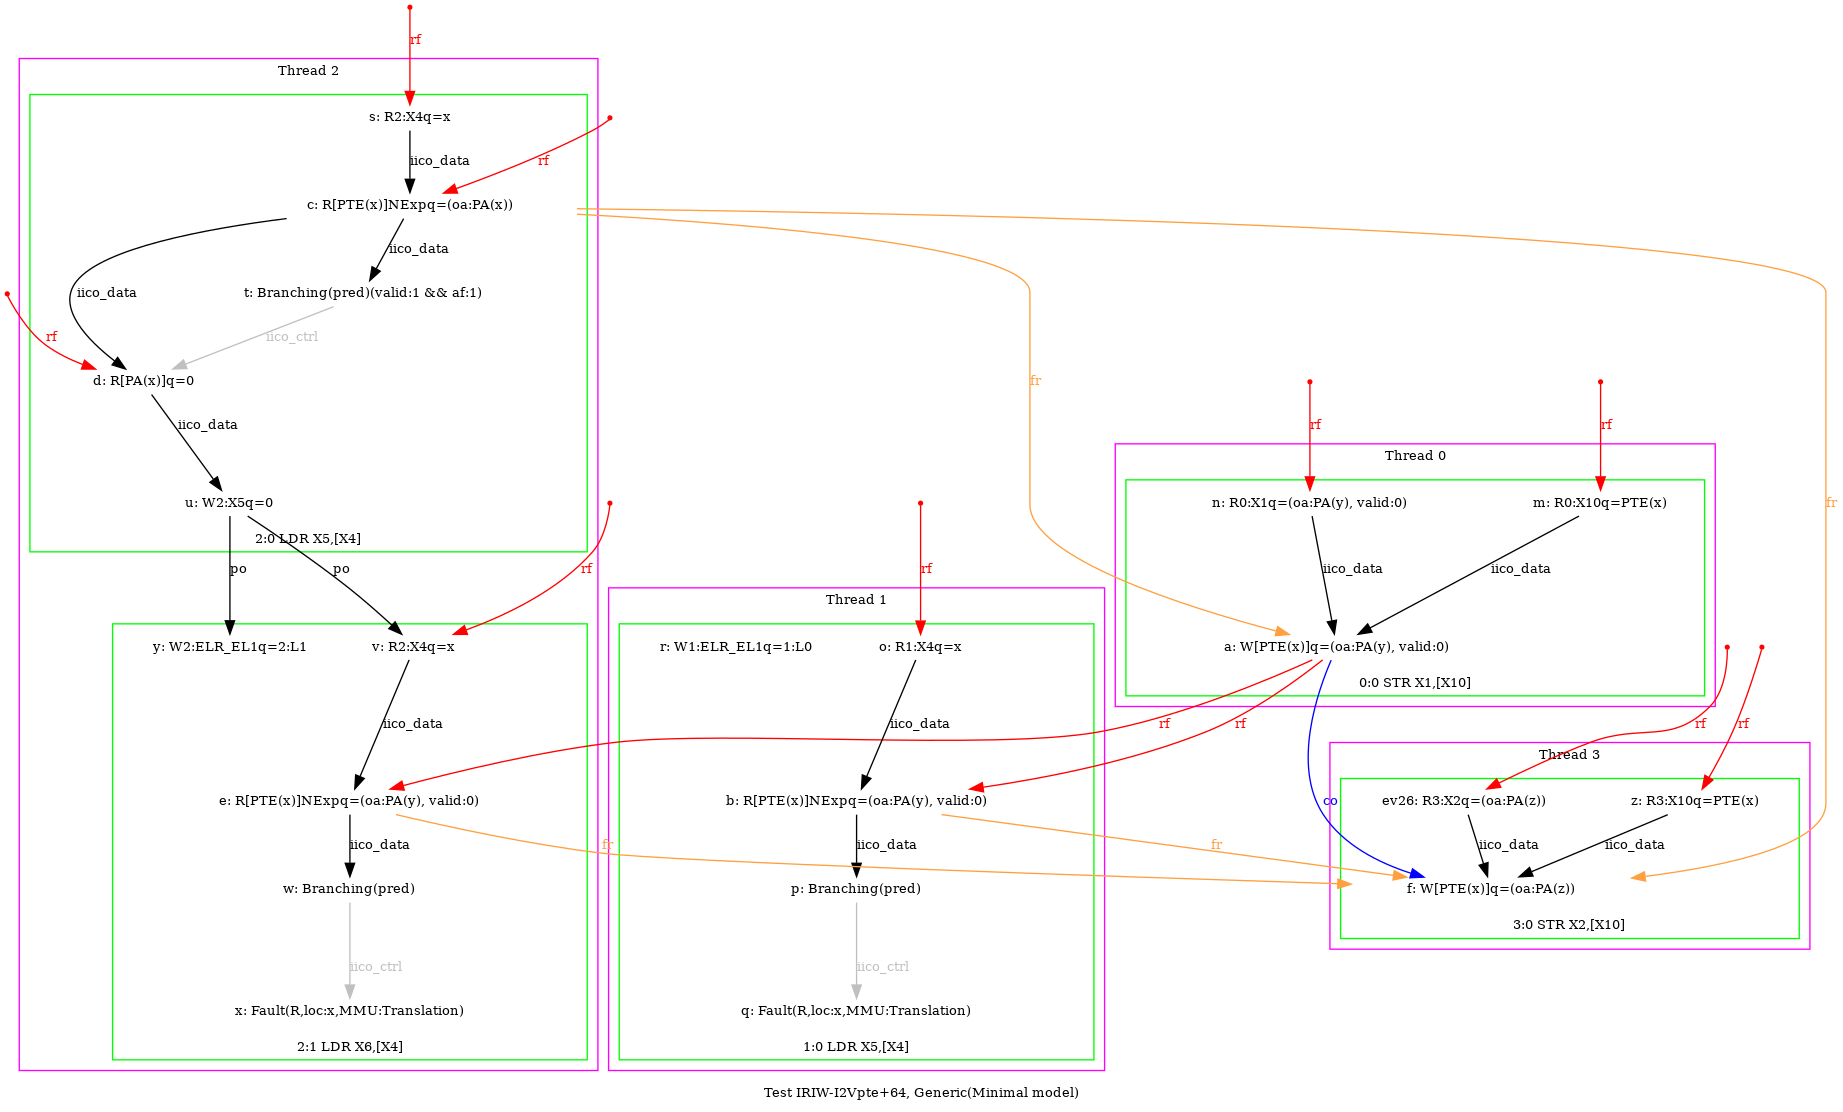 rf
Thread 2
s: R2:X4q=x
iico_data
rf
c: R[PTE(x)]NExpq=(oa:PA(x))
iico_data
iico_data
t: Branching(pred)(valid:1 && af:1)
rf
iico_ctrl
d: R[PA(x)]q=0
fr
iico_data
rf
rf
Thread 0
u: W2:X5q=0
n: R0:X1q=(oa:PA(y), valid:0)
m: R0:X10q=PTE(x)
fr
2:0 LDR X5,[X4]
po
po
rf
rf
iico_data
iico_data
Thread 1
y: W2:ELR_EL1q=2:L1
v: R2:X4q=x
r: W1:ELR_EL1q=1:L0
o: R1:X4q=x
a: W[PTE(x)]q=(oa:PA(y), valid:0)
0:0 STR X1,[X10]
iico_data
iico_data
rf
rf
rf
rf
Thread 3
e: R[PTE(x)]NExpq=(oa:PA(y), valid:0)
b: R[PTE(x)]NExpq=(oa:PA(y), valid:0)
co
ev26: R3:X2q=(oa:PA(z))
z: R3:X10q=PTE(x)
iico_data
fr
iico_data
fr
iico_data
iico_data
w: Branching(pred)
p: Branching(pred)
f: W[PTE(x)]q=(oa:PA(z))
3:0 STR X2,[X10]
iico_ctrl
iico_ctrl
x: Fault(R,loc:x,MMU:Translation)
q: Fault(R,loc:x,MMU:Translation)
2:1 LDR X6,[X4]
1:0 LDR X5,[X4]
Test IRIW-I2Vpte+64, Generic(Minimal model)